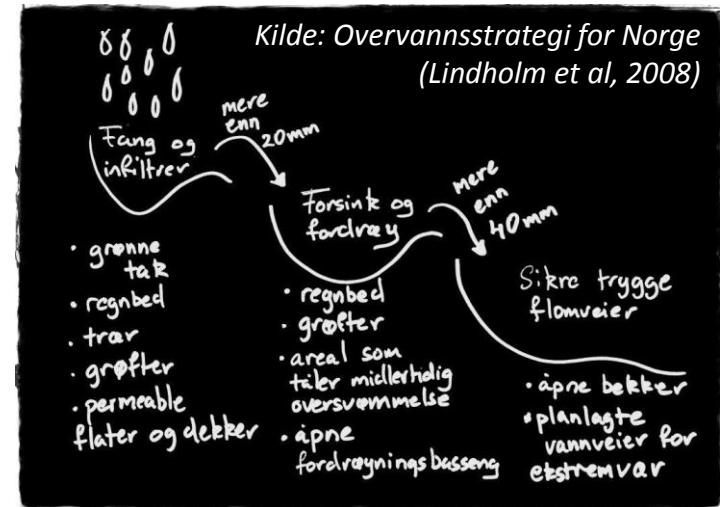 Kilde: Overvannsstrategi for Norge
(Lindholm et al, 2008)
Fang og
infiltrer
mere
enn
20mm
Forsink og
fordrøy
mere
enn
40mm
Sikre trygge
flomveier
• grønne
tak
• regnbed
• trær
• grøfter
• permeable
flater og dekker
• regnbed
• grøfter
• areal som
tåler midlerhdig
oversvømmelse
• åpne
fordrøyningsbasseng
• åpne bekker
• planlagte
vannveier for
ekstremvær